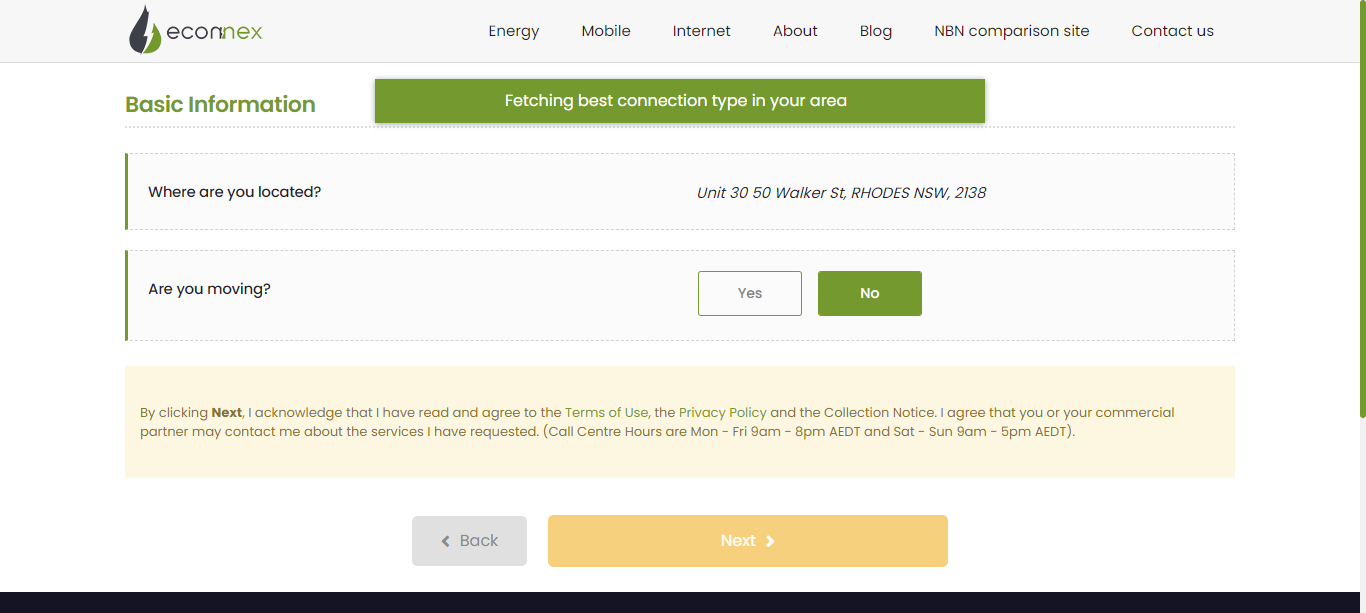 econnex
Energy
Mobile
Internet
About
Blog
NBN comparison site
Contact us
Basic Information
Fetching best connection type in your area
Where are you located?
Unit 30 50 Walker St, RHODES NSW, 2138
Are you moving?
Yes
No
By clicking Next, I acknowledge that I have read and agree to the Terms of Use, the Privacy Policy and the Collection Notice. I agree that you or your commercial
partner may contact me about the services I have requested. (Call Centre Hours are Mon - Fri 9am - 8pm AEDT and Sat - Sun 9am - 5pm AEDT).
Back
Next